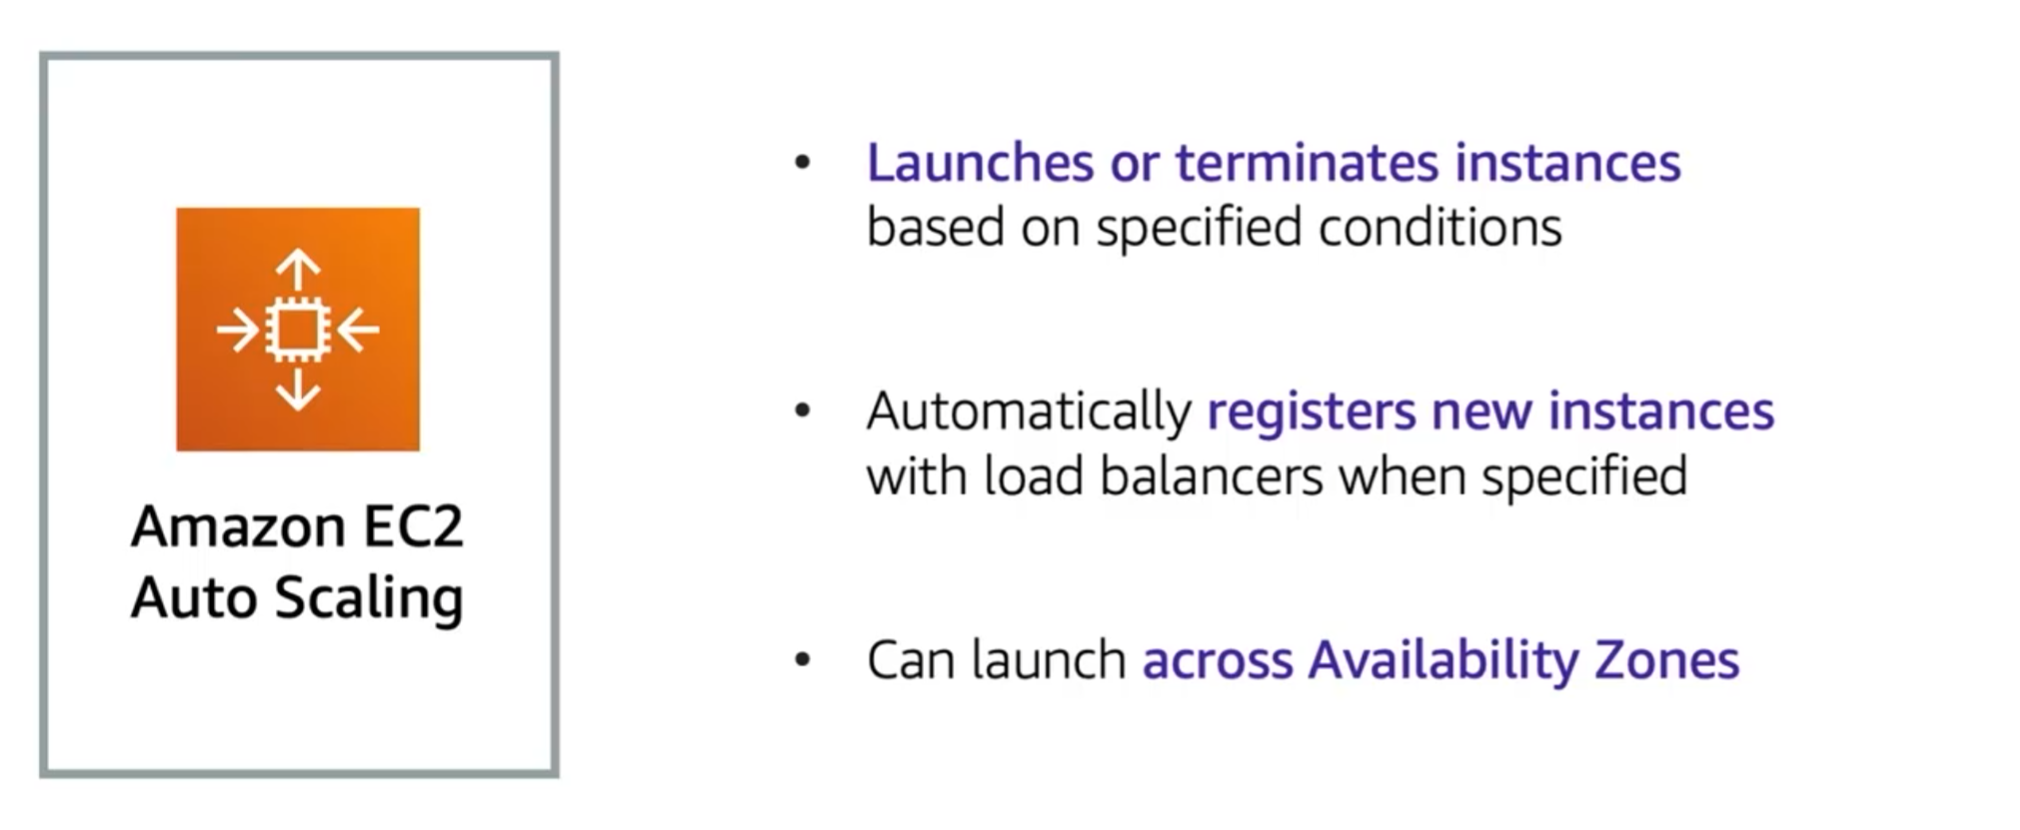 Amazon EC2
Auto Scaling
• Launches or terminates instances
based on specified conditions
• Automatically registers new instances
with load balancers when specified
• Can launch across Availability Zones